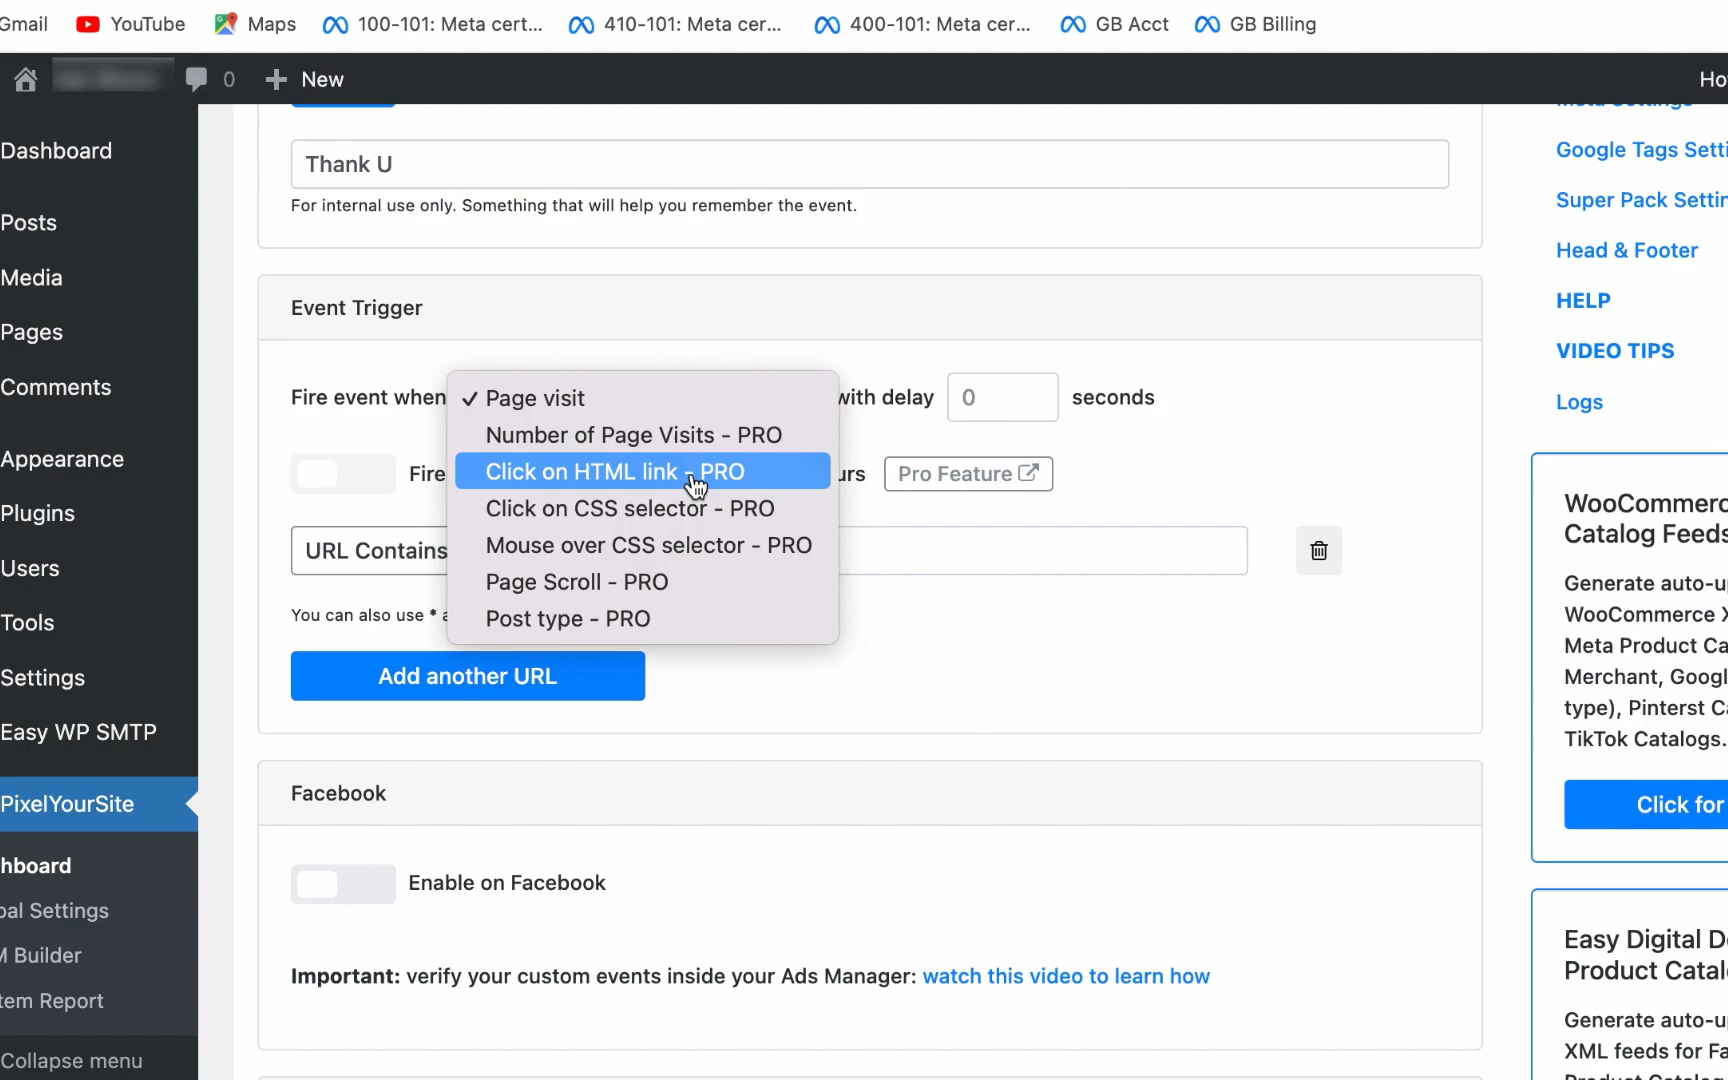 Gmail YouTube Maps 100-101: Meta cert... 410-101: Meta cer... 400-101: Meta cer... GB Acct GB Billing
0 New
Dashboard
Posts
Media
Pages
Comments
Appearance
Plugins
Users
Tools
Settings
Easy WP SMTP
PixelYourSite
hboard
bal Settings
M Builder
tem Report
Collapse menu
Thank U
For internal use only. Something that will help you remember the event.
Event Trigger
Fire event when
with delay 0 seconds
✓ Page visit
Number of Page Visits - PRO
Click on HTML link - PRO
Click on CSS selector - PRO
Mouse over CSS selector - PRO
Page Scroll - PRO
Post type - PRO
Fire
urs Pro Feature
URL Contains
You can also use *
Add another URL
Facebook
Enable on Facebook
Important: verify your custom events inside your Ads Manager: watch this video to learn how
Google Tags Setti
Super Pack Settin
Head & Footer
HELP
VIDEO TIPS
Logs
WooCommerc
Catalog Feeds
Generate auto-u
WooCommerce X
Meta Product Ca
Merchant, Googl
type), Pinterst Ca
TikTok Catalogs.
Click for
Easy Digital D
Product Catal
Generate auto-u
XML feeds for Fa